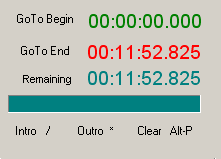 GoTo Begin 00:00:00.000
GoTo End 00:11:52.825
Remaining 00:11:52.825
Intro / Outro * Clear Alt-P